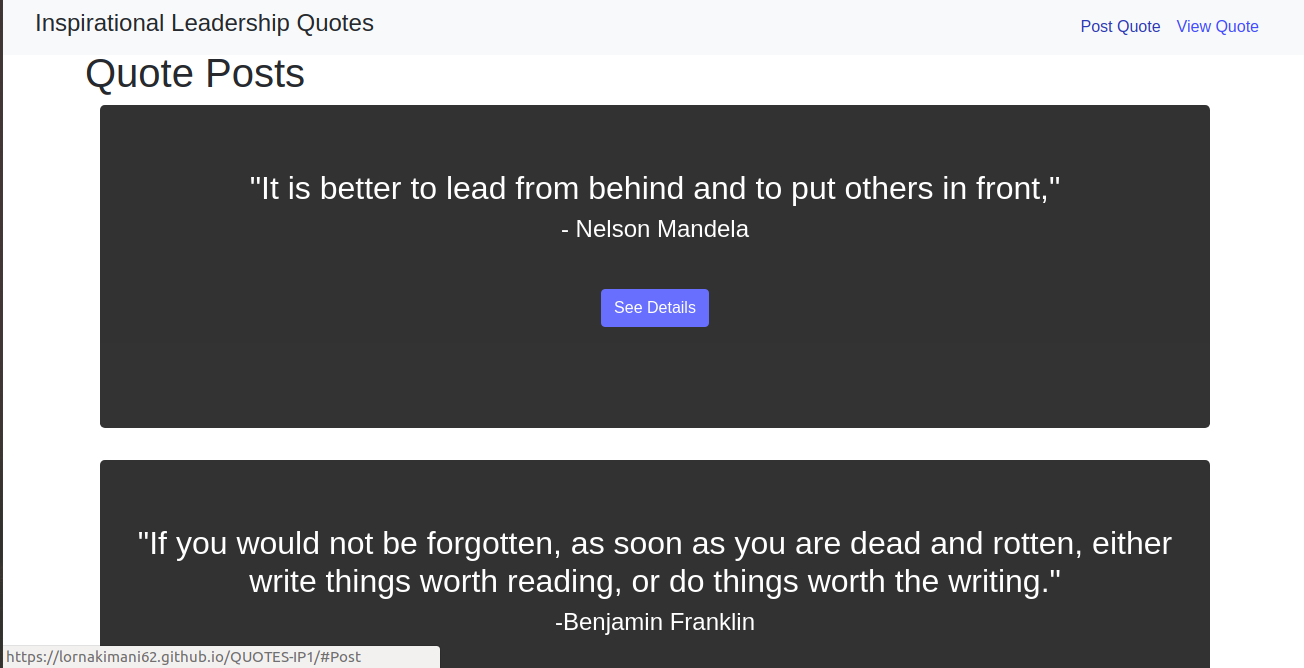 Inspirational Leadership Quotes
Post Quote View Quote
Quote Posts
"It is better to lead from behind and to put others in front,"
- Nelson Mandela
See Details
"If you would not be forgotten, as soon as you are dead and rotten, either
write things worth reading, or do things worth the writing."
-Benjamin Franklin
https://lornakimani62.github.io/QUOTES-IP1/#Post